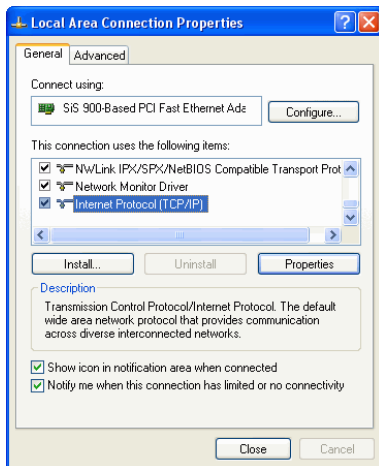 Local Area Connection Properties
General
Advanced
Connect using:
SiS 900-Based PCI Fast Ethernet Ada
Configure...
This connection uses the following items:
NWLink IPX/SPX/NetBIOS Compatible Transport Prot
Network Monitor Driver
Internet Protocol (TCP/IP)
Install...
Uninstall
Properties
Description
Transmission Control Protocol/Internet Protocol. The default
wide area network protocol that provides communication
across diverse interconnected networks.
Show icon in notification area when connected
Notify me when this connection has limited or no connectivity
Close
Cancel